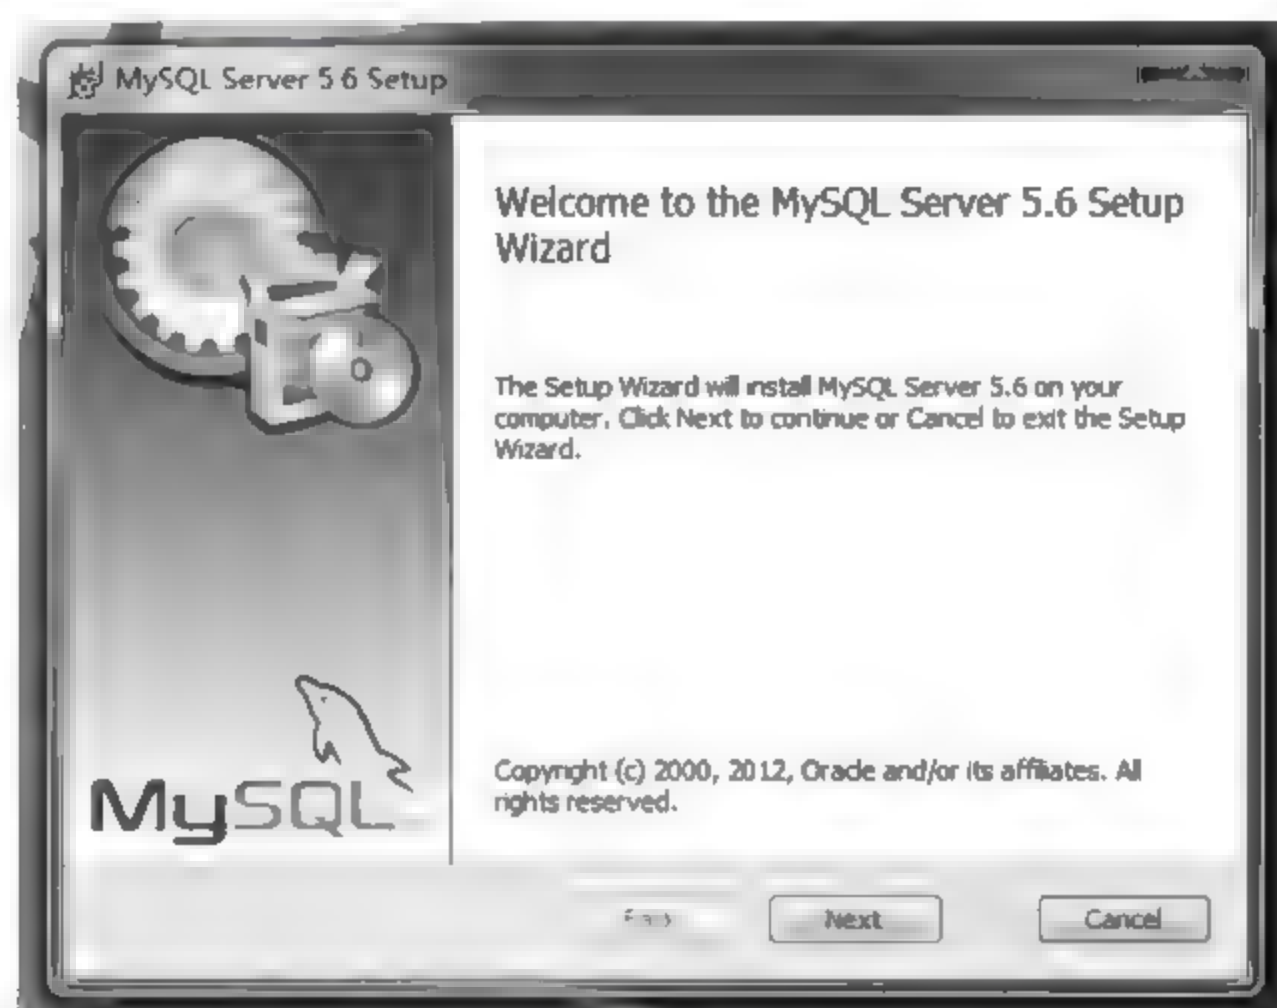 MySQL Server 5.6 Setup
Welcome to the MySQL Server 5.6 Setup
Wizard
The Setup Wizard will install MySQL Server 5.6 on your
computer. Click Next to continue or Cancel to exit the Setup
Wizard.
Copyright (c) 2000, 2012, Oracle and/or its affiliates. All
rights reserved.
MySQL
Next
Cancel